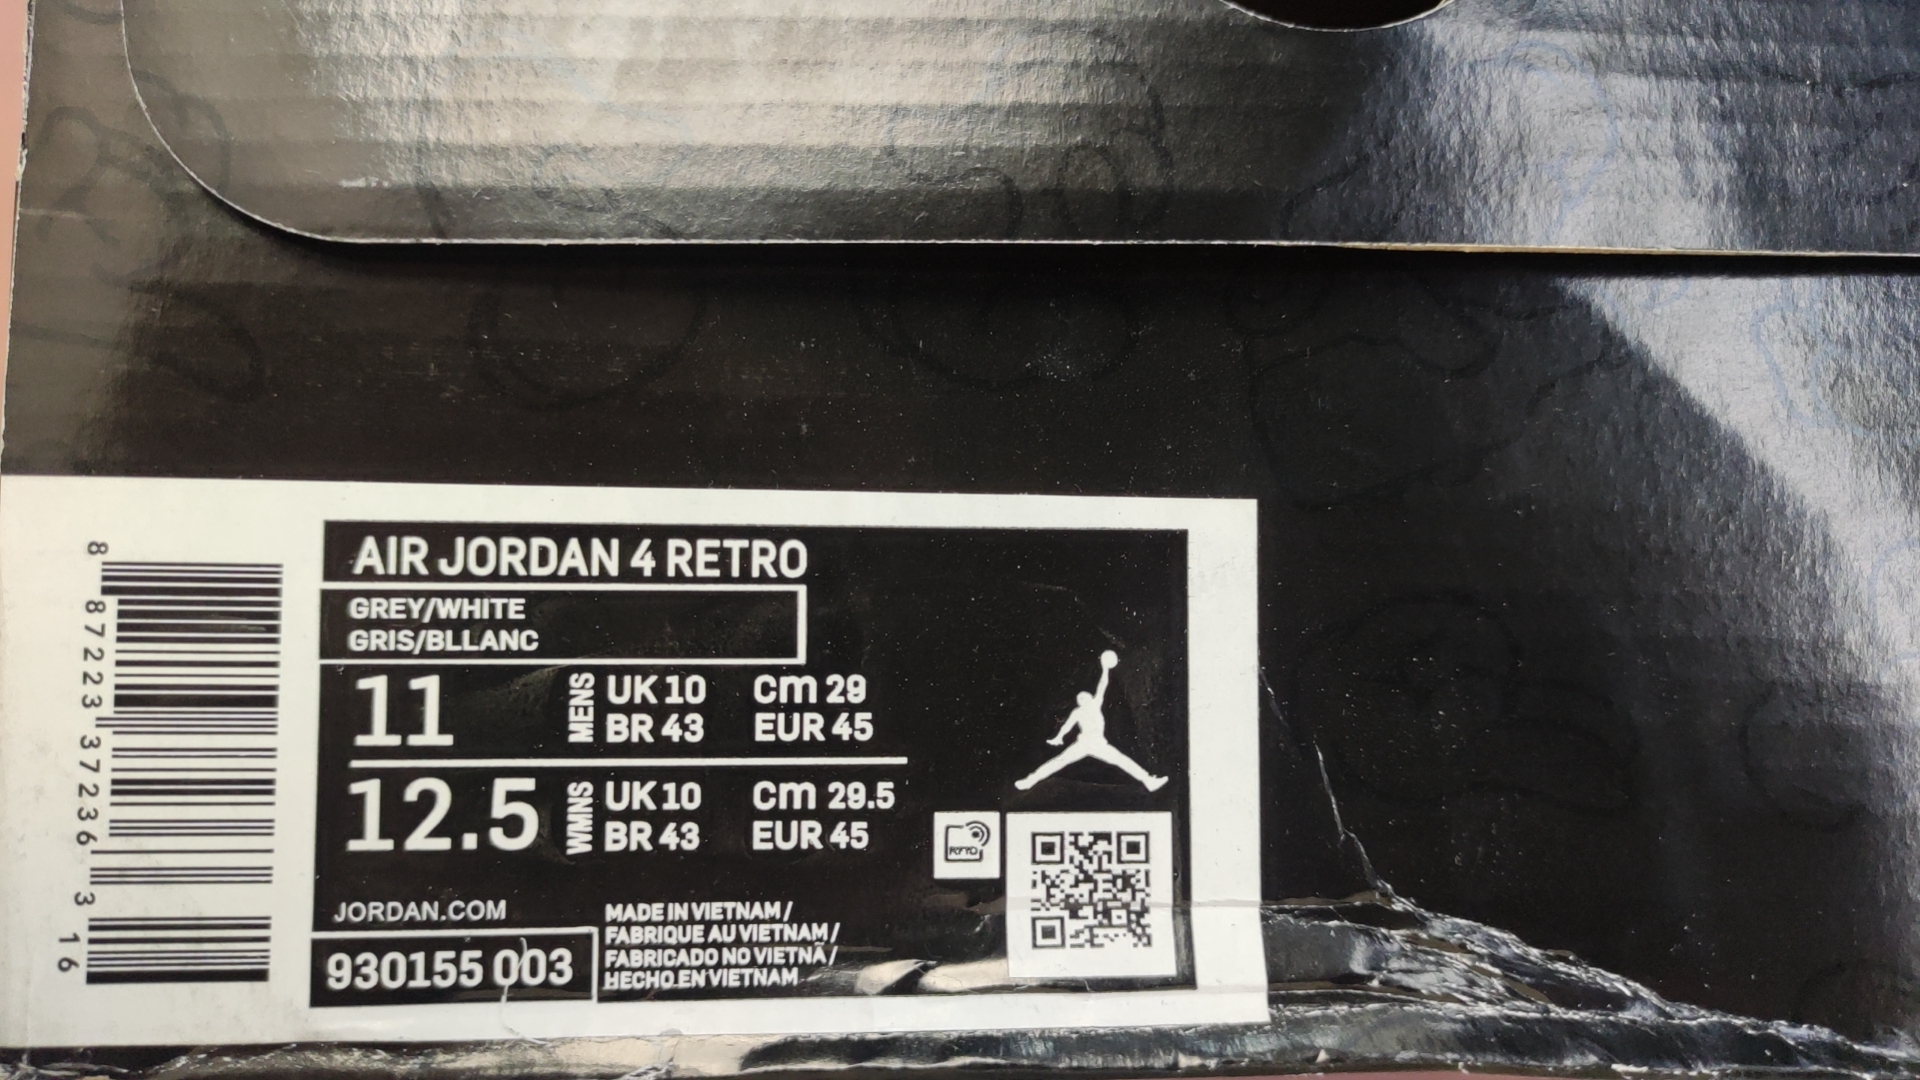 AIR JORDAN 4 RETRO
GREY/WHITE
GRIS/BLLANC
11 MENS UK 10 cm 29
BR 43 EUR 45
12.5 WMNS UK 10 cm 29.5
BR 43 EUR 45
JORDAN.COM
930155 003
MADE IN VIETNAM /
FABRIQUE AU VIETNAM /
FABRICADO NO VIETNÃ /
HECHO EN VIETNAM
8 87223 37236 3 16